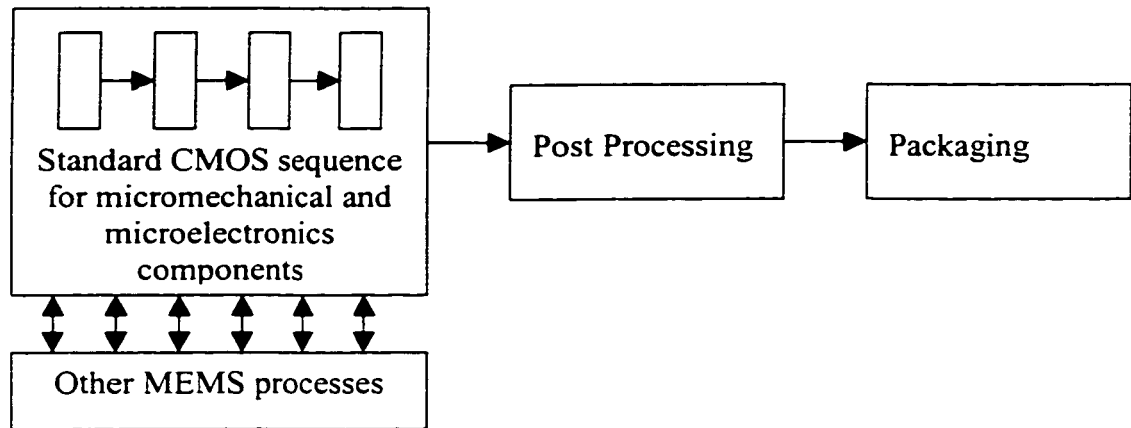 Standard CMOS sequence
for micromechanical and
microelectronics
components
Post Processing
Packaging
Other MEMS processes